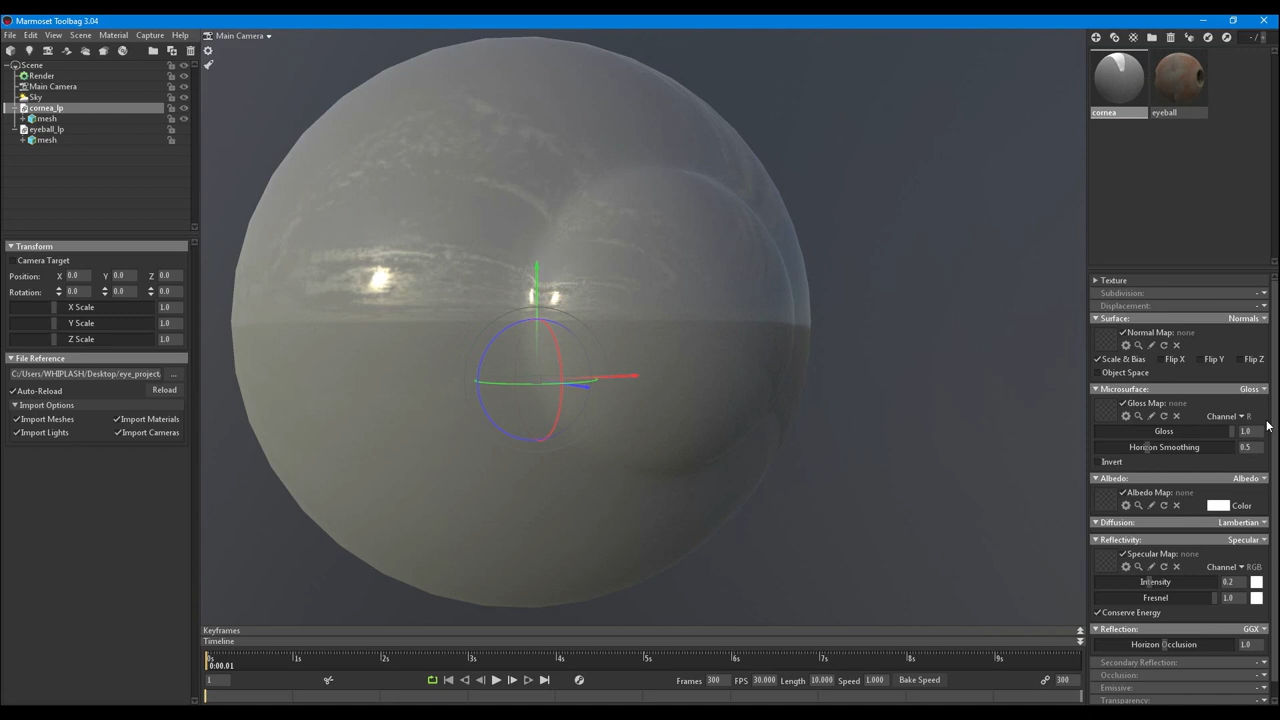 Marmoset Toolbag 3.04
File Edit View Scene Material Capture Help
Main Camera
- /
Scene
Render
Main Camera
Sky
cornea_lp
mesh
eyeball_lp
mesh
cornea eyeball
Transform
Camera Target
Position: X 0.0 Y 0.0 Z 0.0
Rotation: 0.0 0.0 0.0
X Scale 1.0
Y Scale 1.0
Z Scale 1.0
File Reference
C:/Users/WHIPLASH/Desktop/eye_project, ...
Auto-Reload Reload
Import Options
Import Meshes Import Materials
Import Lights Import Cameras
Texture
Subdivision: -
Displacement: -
Surface: Normals
Normal Map: none
Scale & Bias Flip X Flip Y Flip Z
Object Space
Microsurface: Gloss
Gloss Map: none
Channel R
Gloss 1.0
Horizon Smoothing 0.5
Invert
Albedo: Albedo
Albedo Map: none
Color
Diffusion: Lambertian
Reflectivity: Specular
Specular Map: none
Channel RGB
Intensity 0.2
Fresnel 1.0
Conserve Energy
Reflection: GGX
Horizon Occlusion 1.0
Secondary Reflection: -
Occlusion: -
Emissive: -
Transparency: -
Keyframes
Timeline
0s 1s 2s 3s 4s 5s 6s 7s 8s 9s
0:00.01
1 Frames 300 FPS 30.000 Length 10.000 Speed 1.000 Bake Speed 300